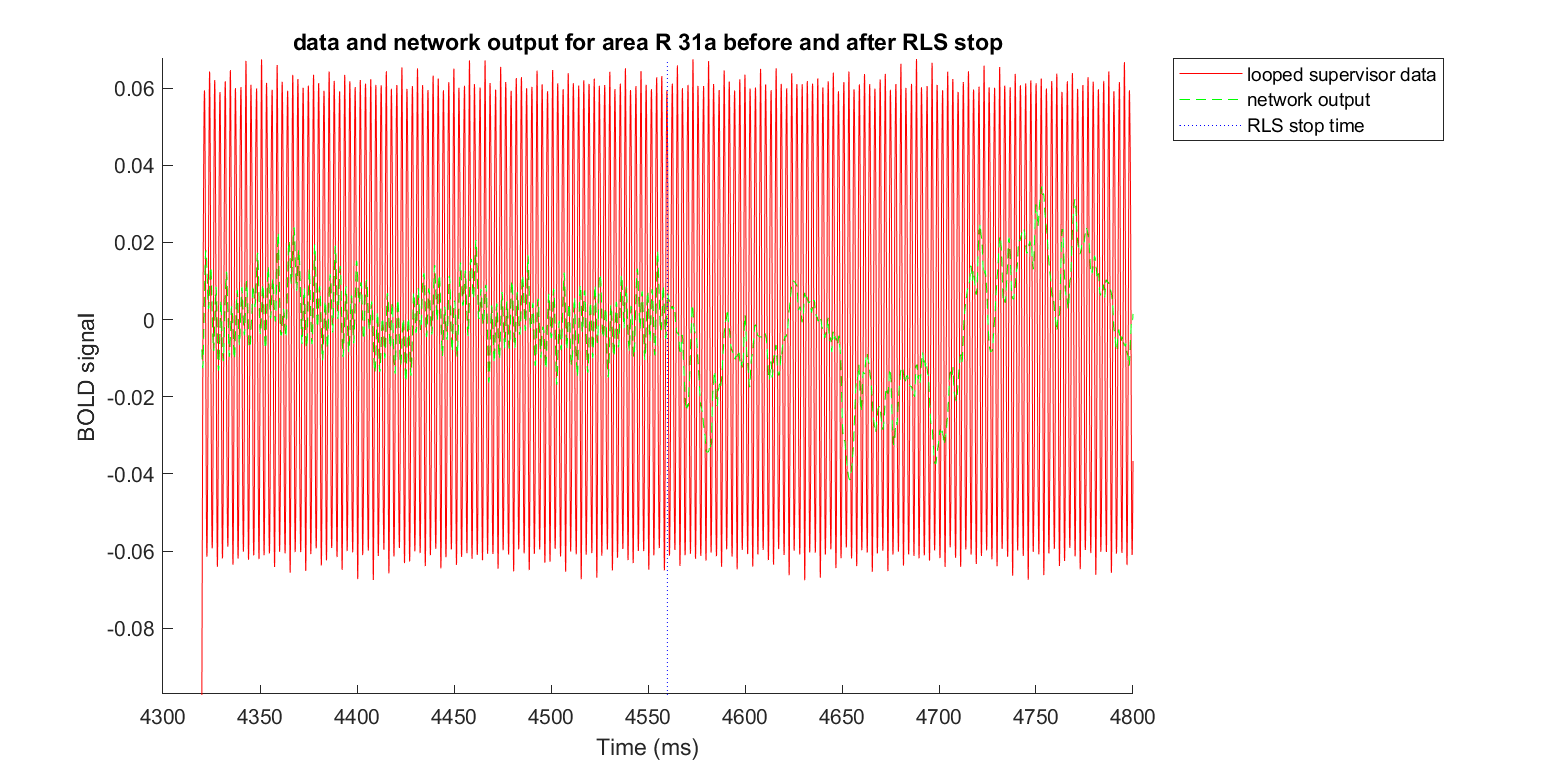 data and network output for area R 31a before and after RLS stop
looped supervisor data
network output
RLS stop time
BOLD signal
0.06
0.04
0.02
0
-0.02
-0.04
-0.06
-0.08
4300 4350 4400 4450 4500 4550 4600 4650 4700 4750 4800
Time (ms)